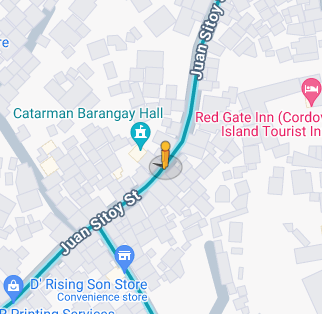 Juan Sitoy S
ore
Catarman Barangay Hall
Red Gate Inn (Cordov
Island Tourist In
Juan Sitoy St
D' Rising Son Store
Convenience store
Printing Services